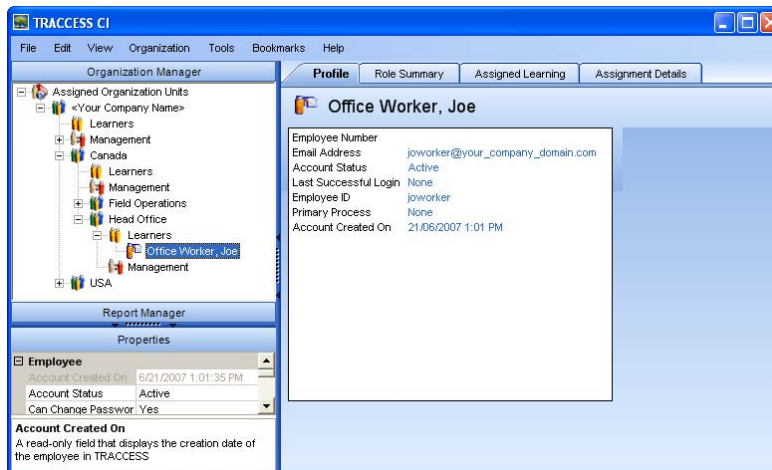 TRACCESS CI
File Edit View Organization Tools Bookmarks Help
Organization Manager
Assigned Organization Units
<Your Company Name>
Learners
Management
Canada
Learners
Management
Field Operations
Head Office
Learners
Office Worker, Joe
Management
USA
Report Manager
Properties
Employee
Account Created On 6/21/2007 1:01:35 PM
Account Status Active
Can Change Passwor Yes
Account Created On
A read-only field that displays the creation date of
the employee in TRACCESS
Profile Role Summary Assigned Learning Assignment Details
Office Worker, Joe
Employee Number
Email Address joworker@your_company_domain.com
Account Status Active
Last Successful Login None
Employee ID joworker
Primary Process None
Account Created On 21/06/2007 1:01 PM